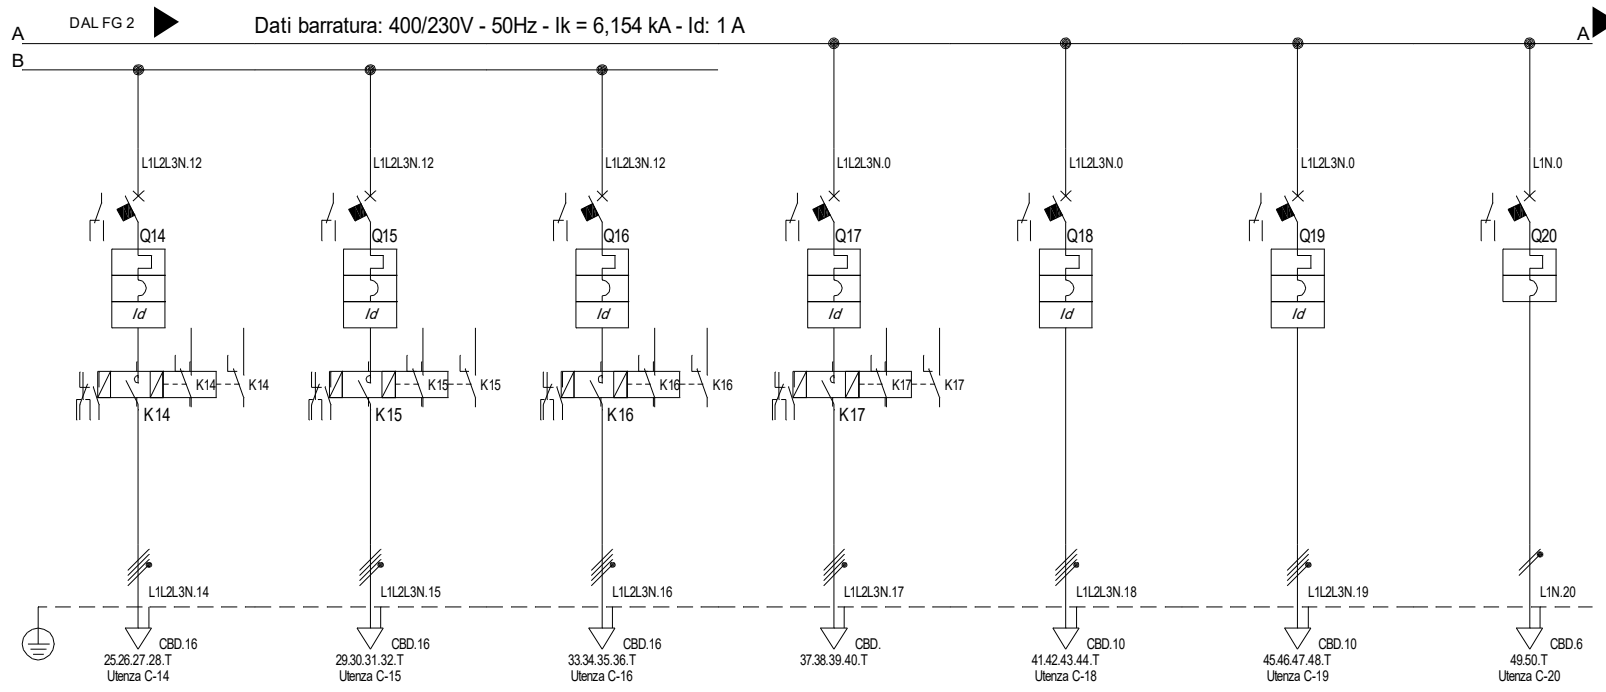 DAL FG 2
Dati barratura: 400/230V - 50Hz - Ik = 6,154 kA - Id: 1 A
A A
B
L1L2L3N.12 L1L2L3N.12 L1L2L3N.12 L1L2L3N.0 L1L2L3N.0 L1L2L3N.0 L1N.0
Q14 Q15 Q16 Q17 Q18 Q19 Q20
Id Id Id Id Id Id
K14 K14 K15 K15 K16 K16 K17 K17
K14 K15 K16 K17
L1L2L3N.14 L1L2L3N.15 L1L2L3N.16 L1L2L3N.17 L1L2L3N.18 L1L2L3N.19 L1N.20
CBD.16 CBD.16 CBD.16 CBD. CBD.10 CBD.10 CBD.6
25.26.27.28.T 29.30.31.32.T 33.34.35.36.T 37.38.39.40.T 41.42.43.44.T 45.46.47.48.T 49.50.T
Utenza C-14 Utenza C-15 Utenza C-16 Utenza C-18 Utenza C-19 Utenza C-20